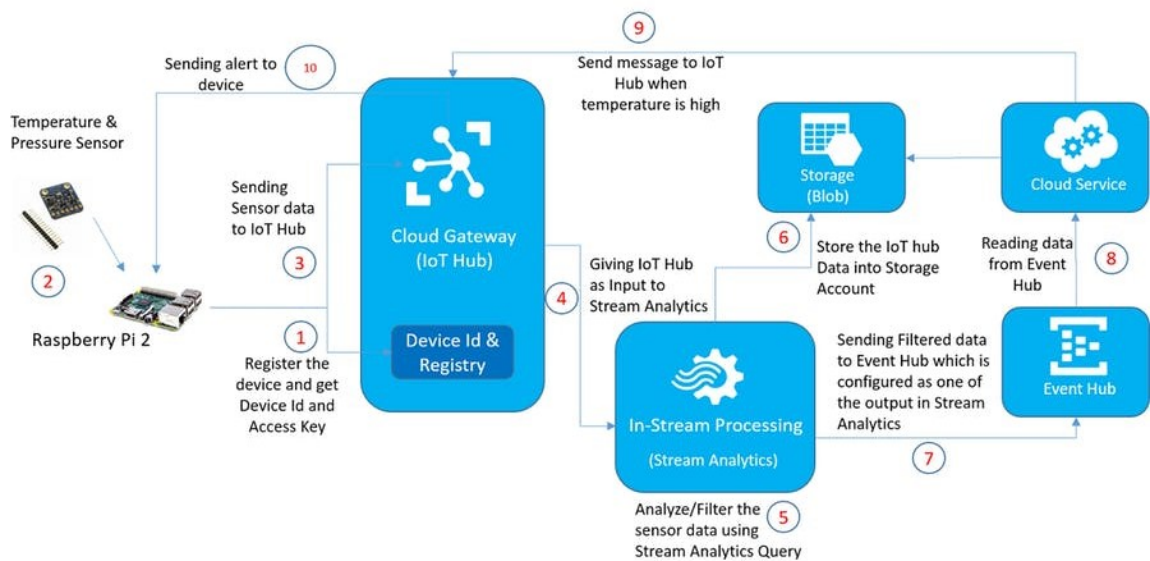 9
Send message to IoT
Hub when
temperature is high
Sending alert to
device
10
Temperature &
Pressure Sensor
2
Raspberry Pi 2
Sending
Sensor data
to IoT Hub
3
1
Register the
device and get
Device Id and
Access Key
Cloud Gateway
(IoT Hub)
Device Id &
Registry
4
Giving IoT Hub
as Input to
Stream Analytics
In-Stream Processing
(Stream Analytics)
5
Analyze/Filter the
sensor data using
Stream Analytics Query
Storage
(Blob)
6
Store the IoT hub
Data into Storage
Account
Sending Filtered data
to Event Hub which is
configured as one of
the output in Stream
Analytics
7
Event Hub
Reading data
from Event
Hub
8
Cloud Service